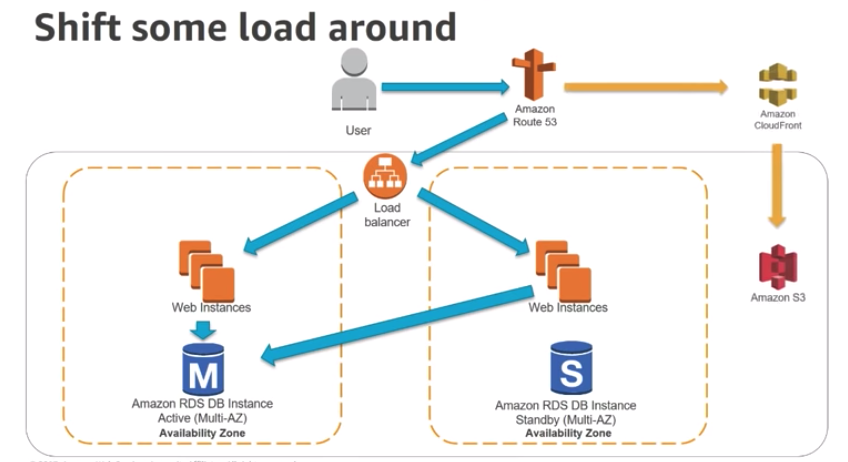 Shift some load around
User
Amazon
Route 53
Amazon
CloudFront
Load
balancer
Web Instances
Web Instances
Amazon S3
M
S
Amazon RDS DB Instance
Active (Multi-AZ)
Availability Zone
Amazon RDS DB Instance
Standby (Multi-AZ)
Availability Zone